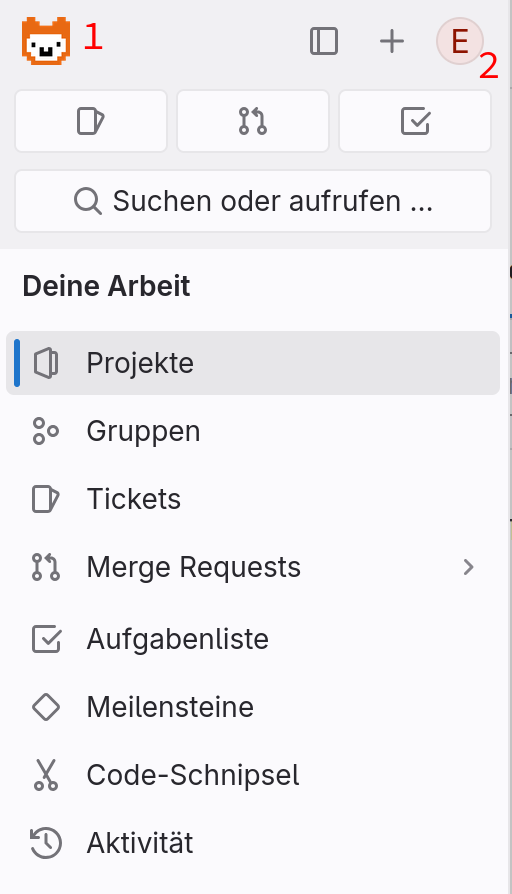 1
E
2
Suchen oder aufrufen ...
Deine Arbeit
Projekte
Gruppen
Tickets
Merge Requests
Aufgabenliste
Meilensteine
Code-Schnipsel
Aktivität